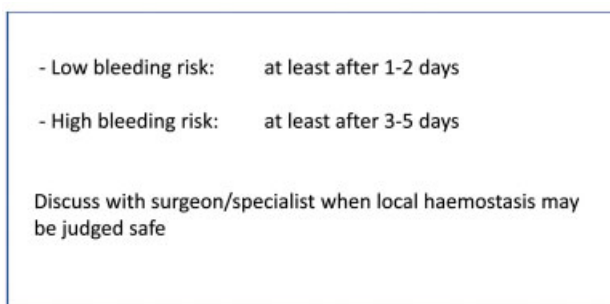 - Low bleeding risk: at least after 1-2 days
- High bleeding risk: at least after 3-5 days
Discuss with surgeon/specialist when local haemostasis may
be judged safe